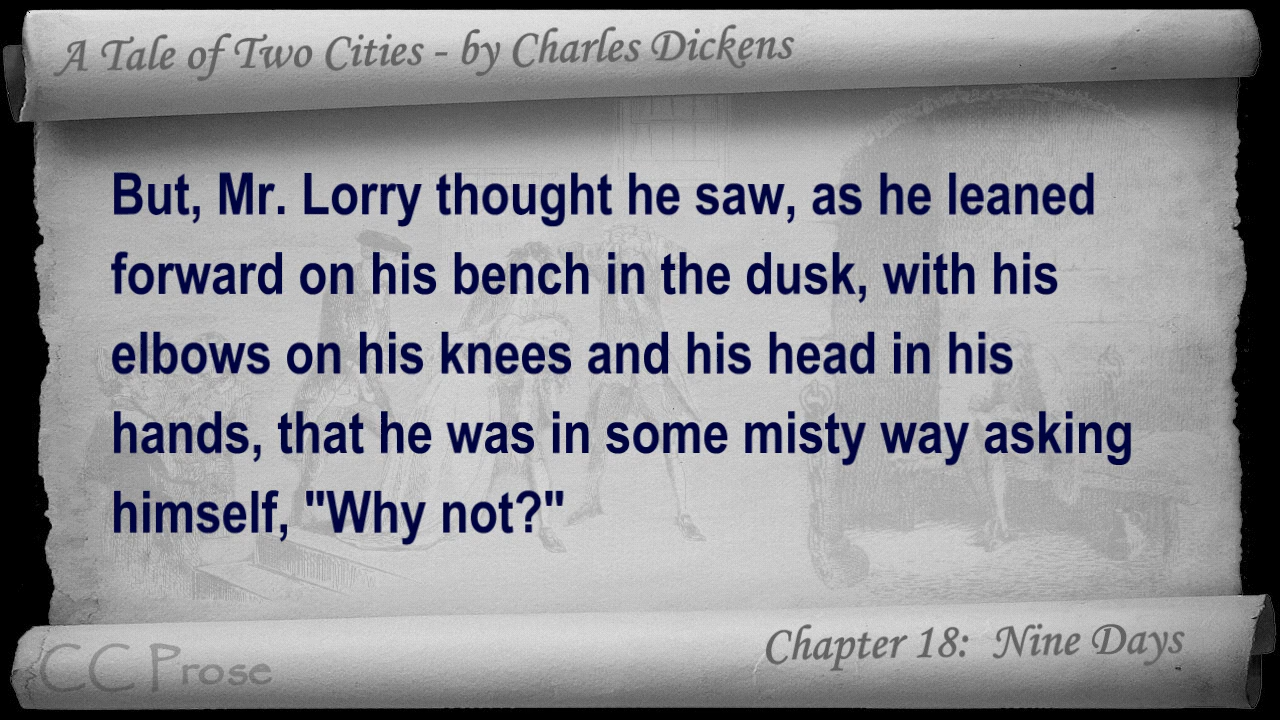 A Tale of Two Cities - by Charles Dickens
But, Mr. Lorry thought he saw, as he leaned
forward on his bench in the dusk, with his
elbows on his knees and his head in his
hands, that he was in some misty way asking
himself, "Why not?"
Chapter 18: Nine Days
CC Prose